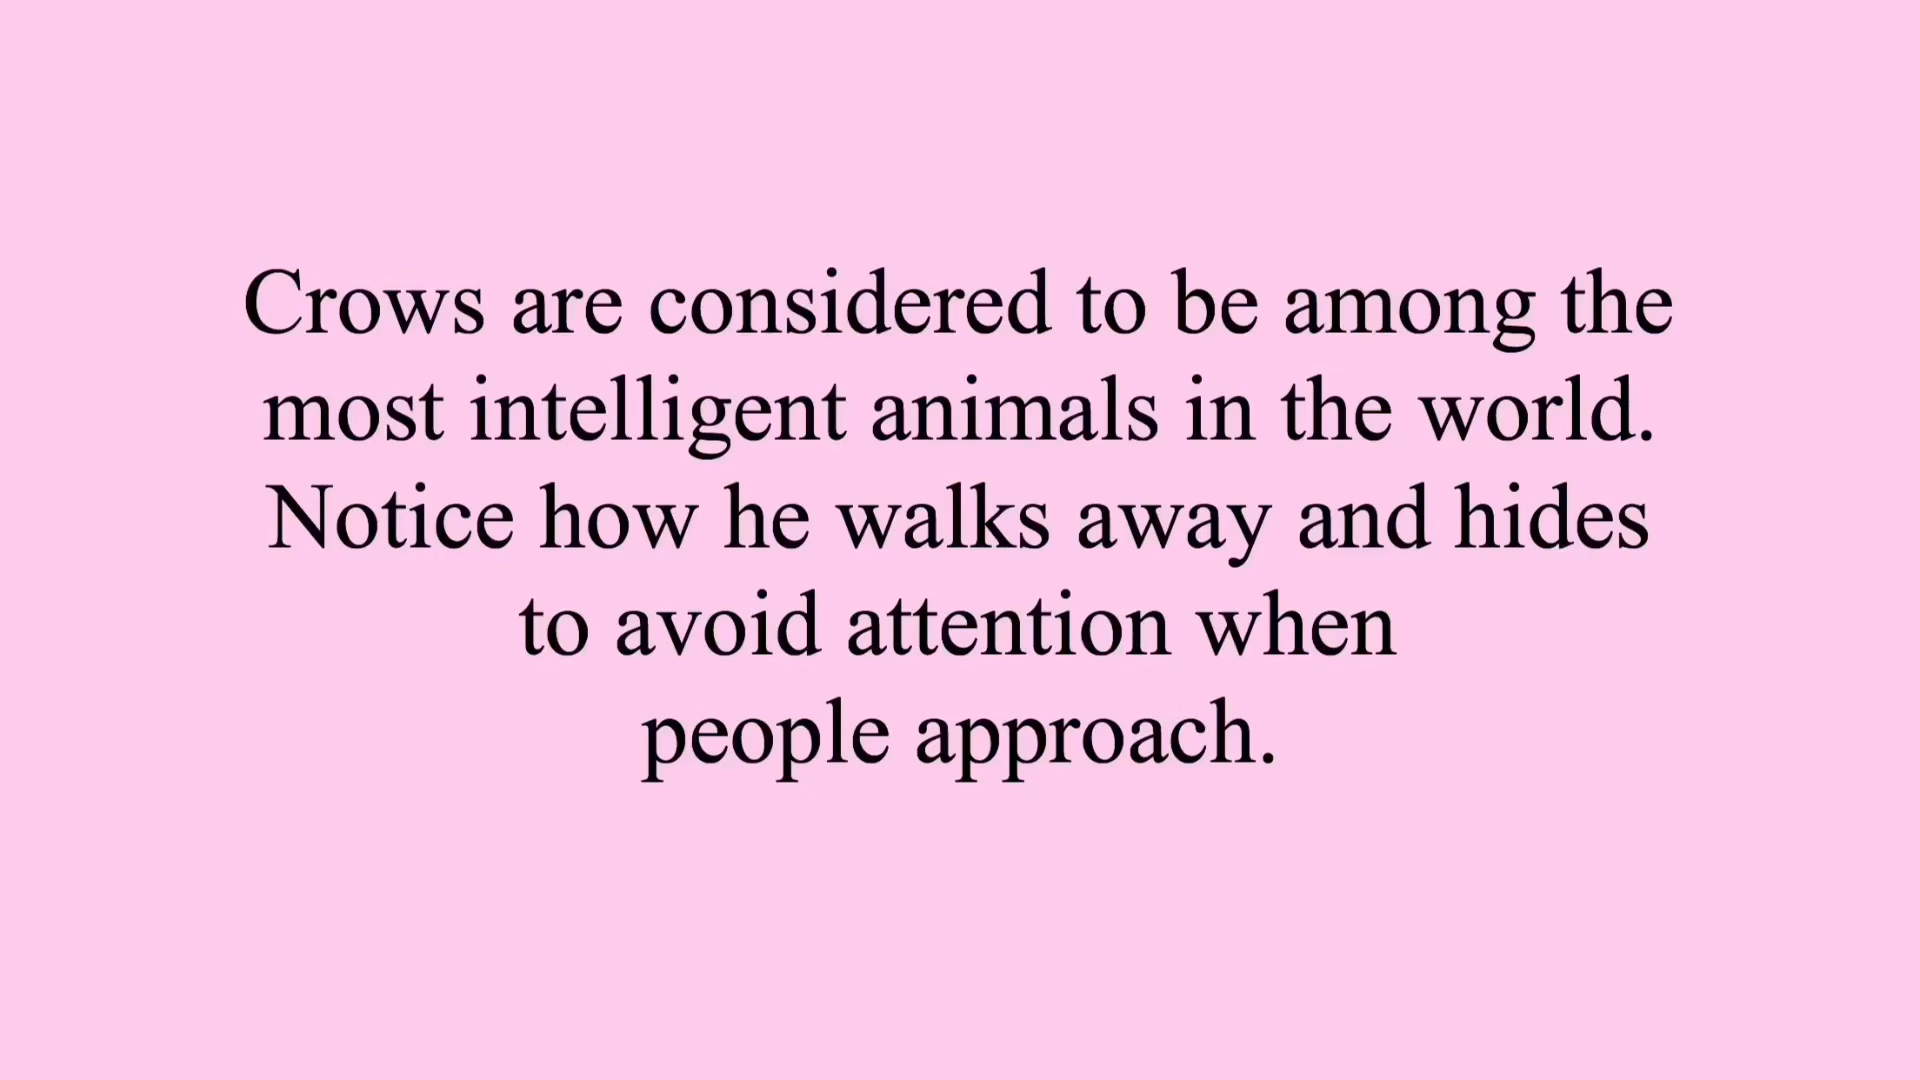 Crows are considered to be among the
most intelligent animals in the world.
Notice how he walks away and hides
to avoid attention when
people approach.